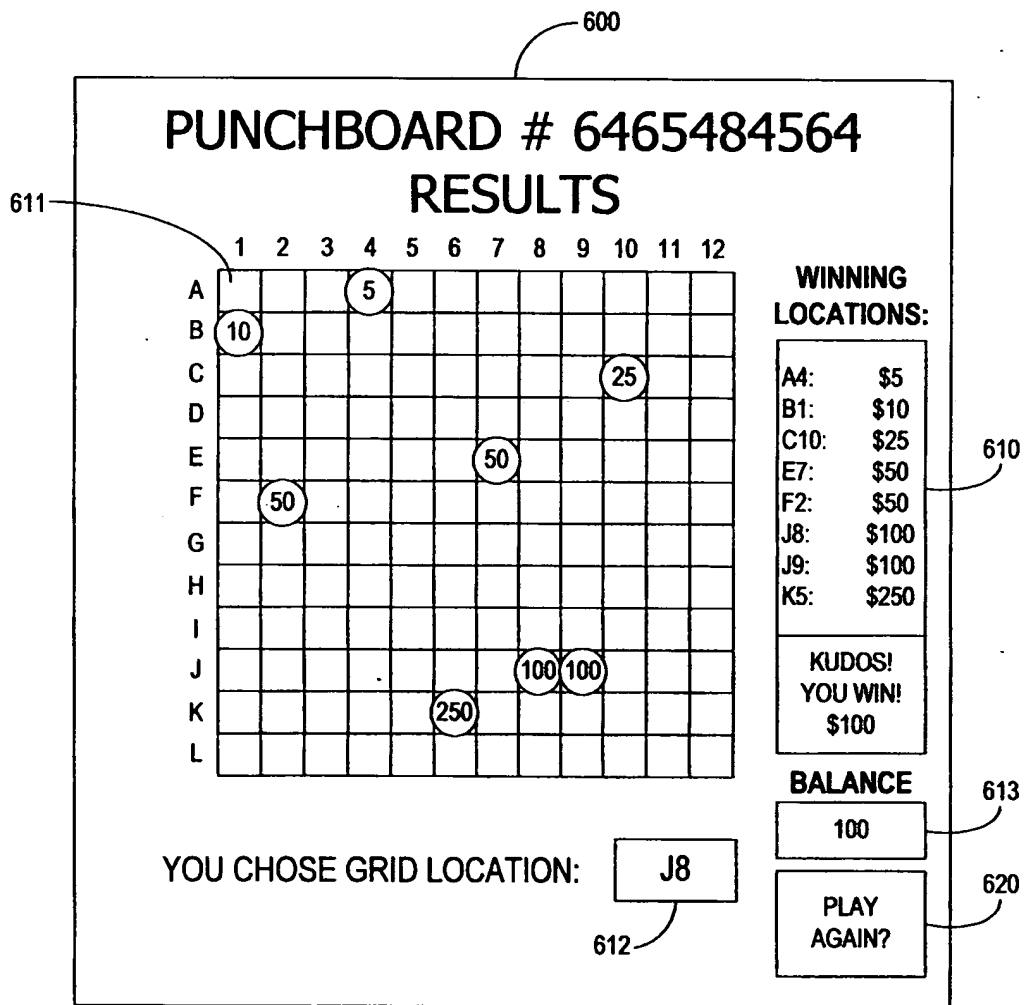 600
PUNCHBOARD # 6465484564
RESULTS
611
1 2 3 4 5 6 7 8 9 10 11 12
A 5
B 10
C 25
D
E 50
F 50
G
H
I
J 100 100
K 250
L
WINNING
LOCATIONS:
A4: $5
B1: $10
C10: $25
E7: $50
F2: $50
J8: $100
J9: $100
K5: $250
610
KUDOS!
YOU WIN!
$100
BALANCE
100
613
YOU CHOSE GRID LOCATION: J8
612
PLAY
AGAIN?
620